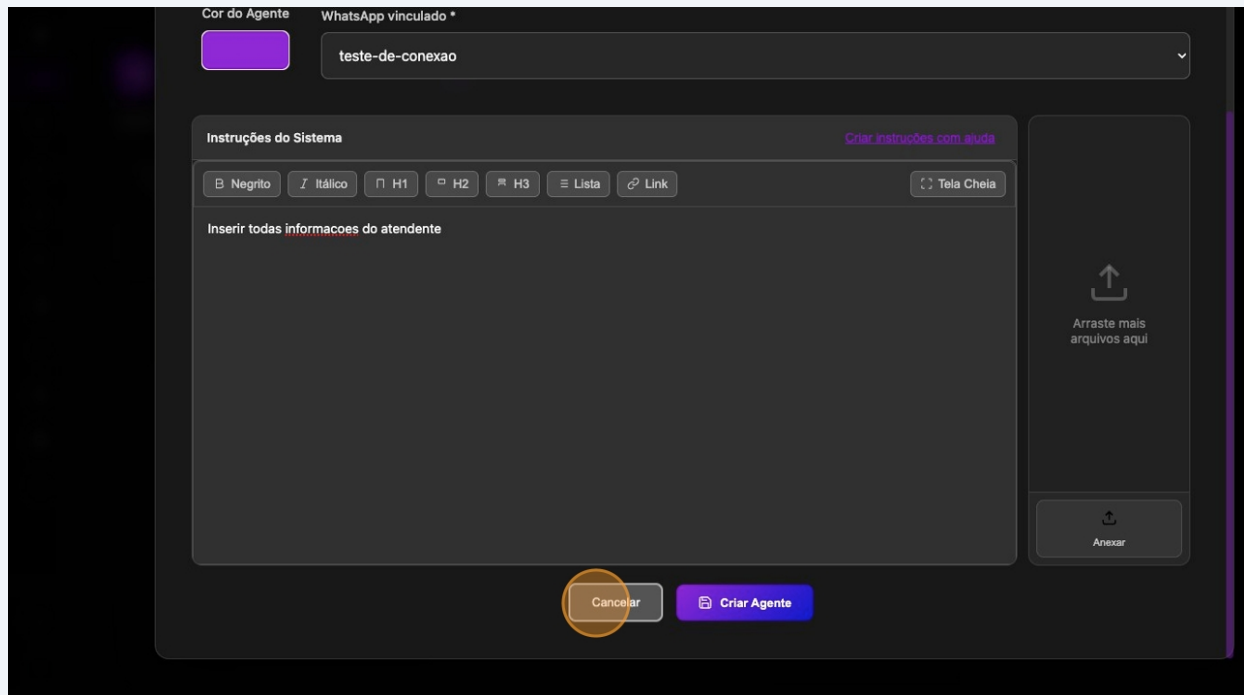 Cor do Agente
WhatsApp vinculado *
teste-de-conexao
Instruções do Sistema
Criar instruções com ajuda
B Negrito
I Itálico
H1
H2
H3
Lista
Link
Tela Cheia
Inserir todas informacoes do atendente
Arraste mais
arquivos aqui
Anexar
Cancelar
Criar Agente